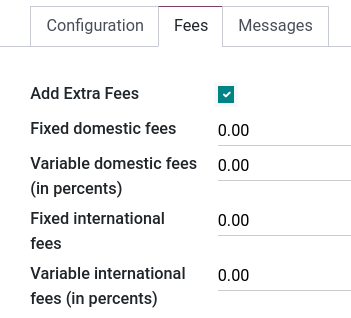 Configuration Fees Messages
Add Extra Fees
Fixed domestic fees 0.00
Variable domestic fees 0.00
(in percents)
Fixed international 0.00
fees
Variable international 0.00
fees (in percents)